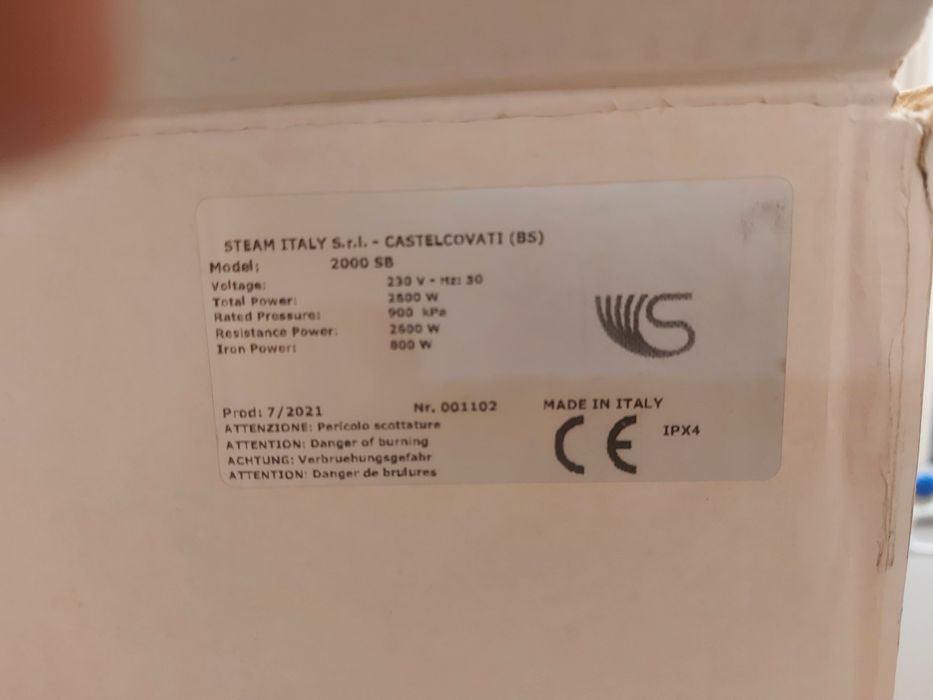 STEAM ITALY S.r.l. - CASTELCOVATI (BS)
Model: 2000 SB
Voltage: 230 V - Hz: 50
Total Power: 2600 W
Rated Pressure: 900 kPa
Resistance Power: 2600 W
Iron Power: 800 W
Prod: 7/2021 Nr. 001102 MADE IN ITALY
ATTENZIONE: Pericolo scottature
ATTENTION: Danger of burning
ACHTUNG: Verbruehungsgefahr
ATTENTION: Danger de brulures
CE IPX4